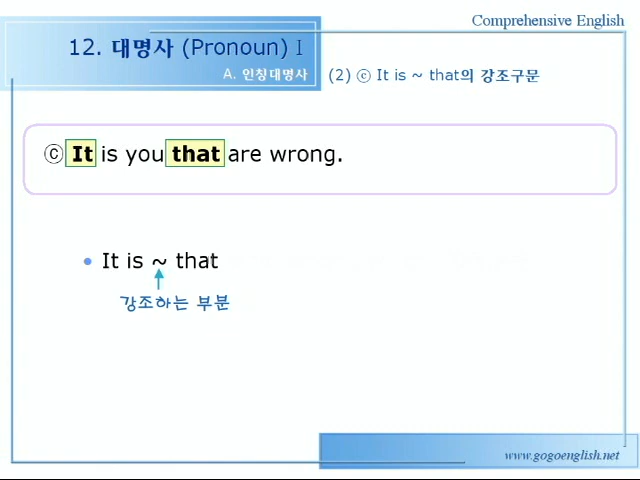 Comprehensive English
12. 대명사 (Pronoun) I
A. 인칭대명사
(2) ⓒ It is ~ that의 강조구문
ⓒ It is you that are wrong.
• It is ~ that
강조하는 부분
www.gogoenglish.net